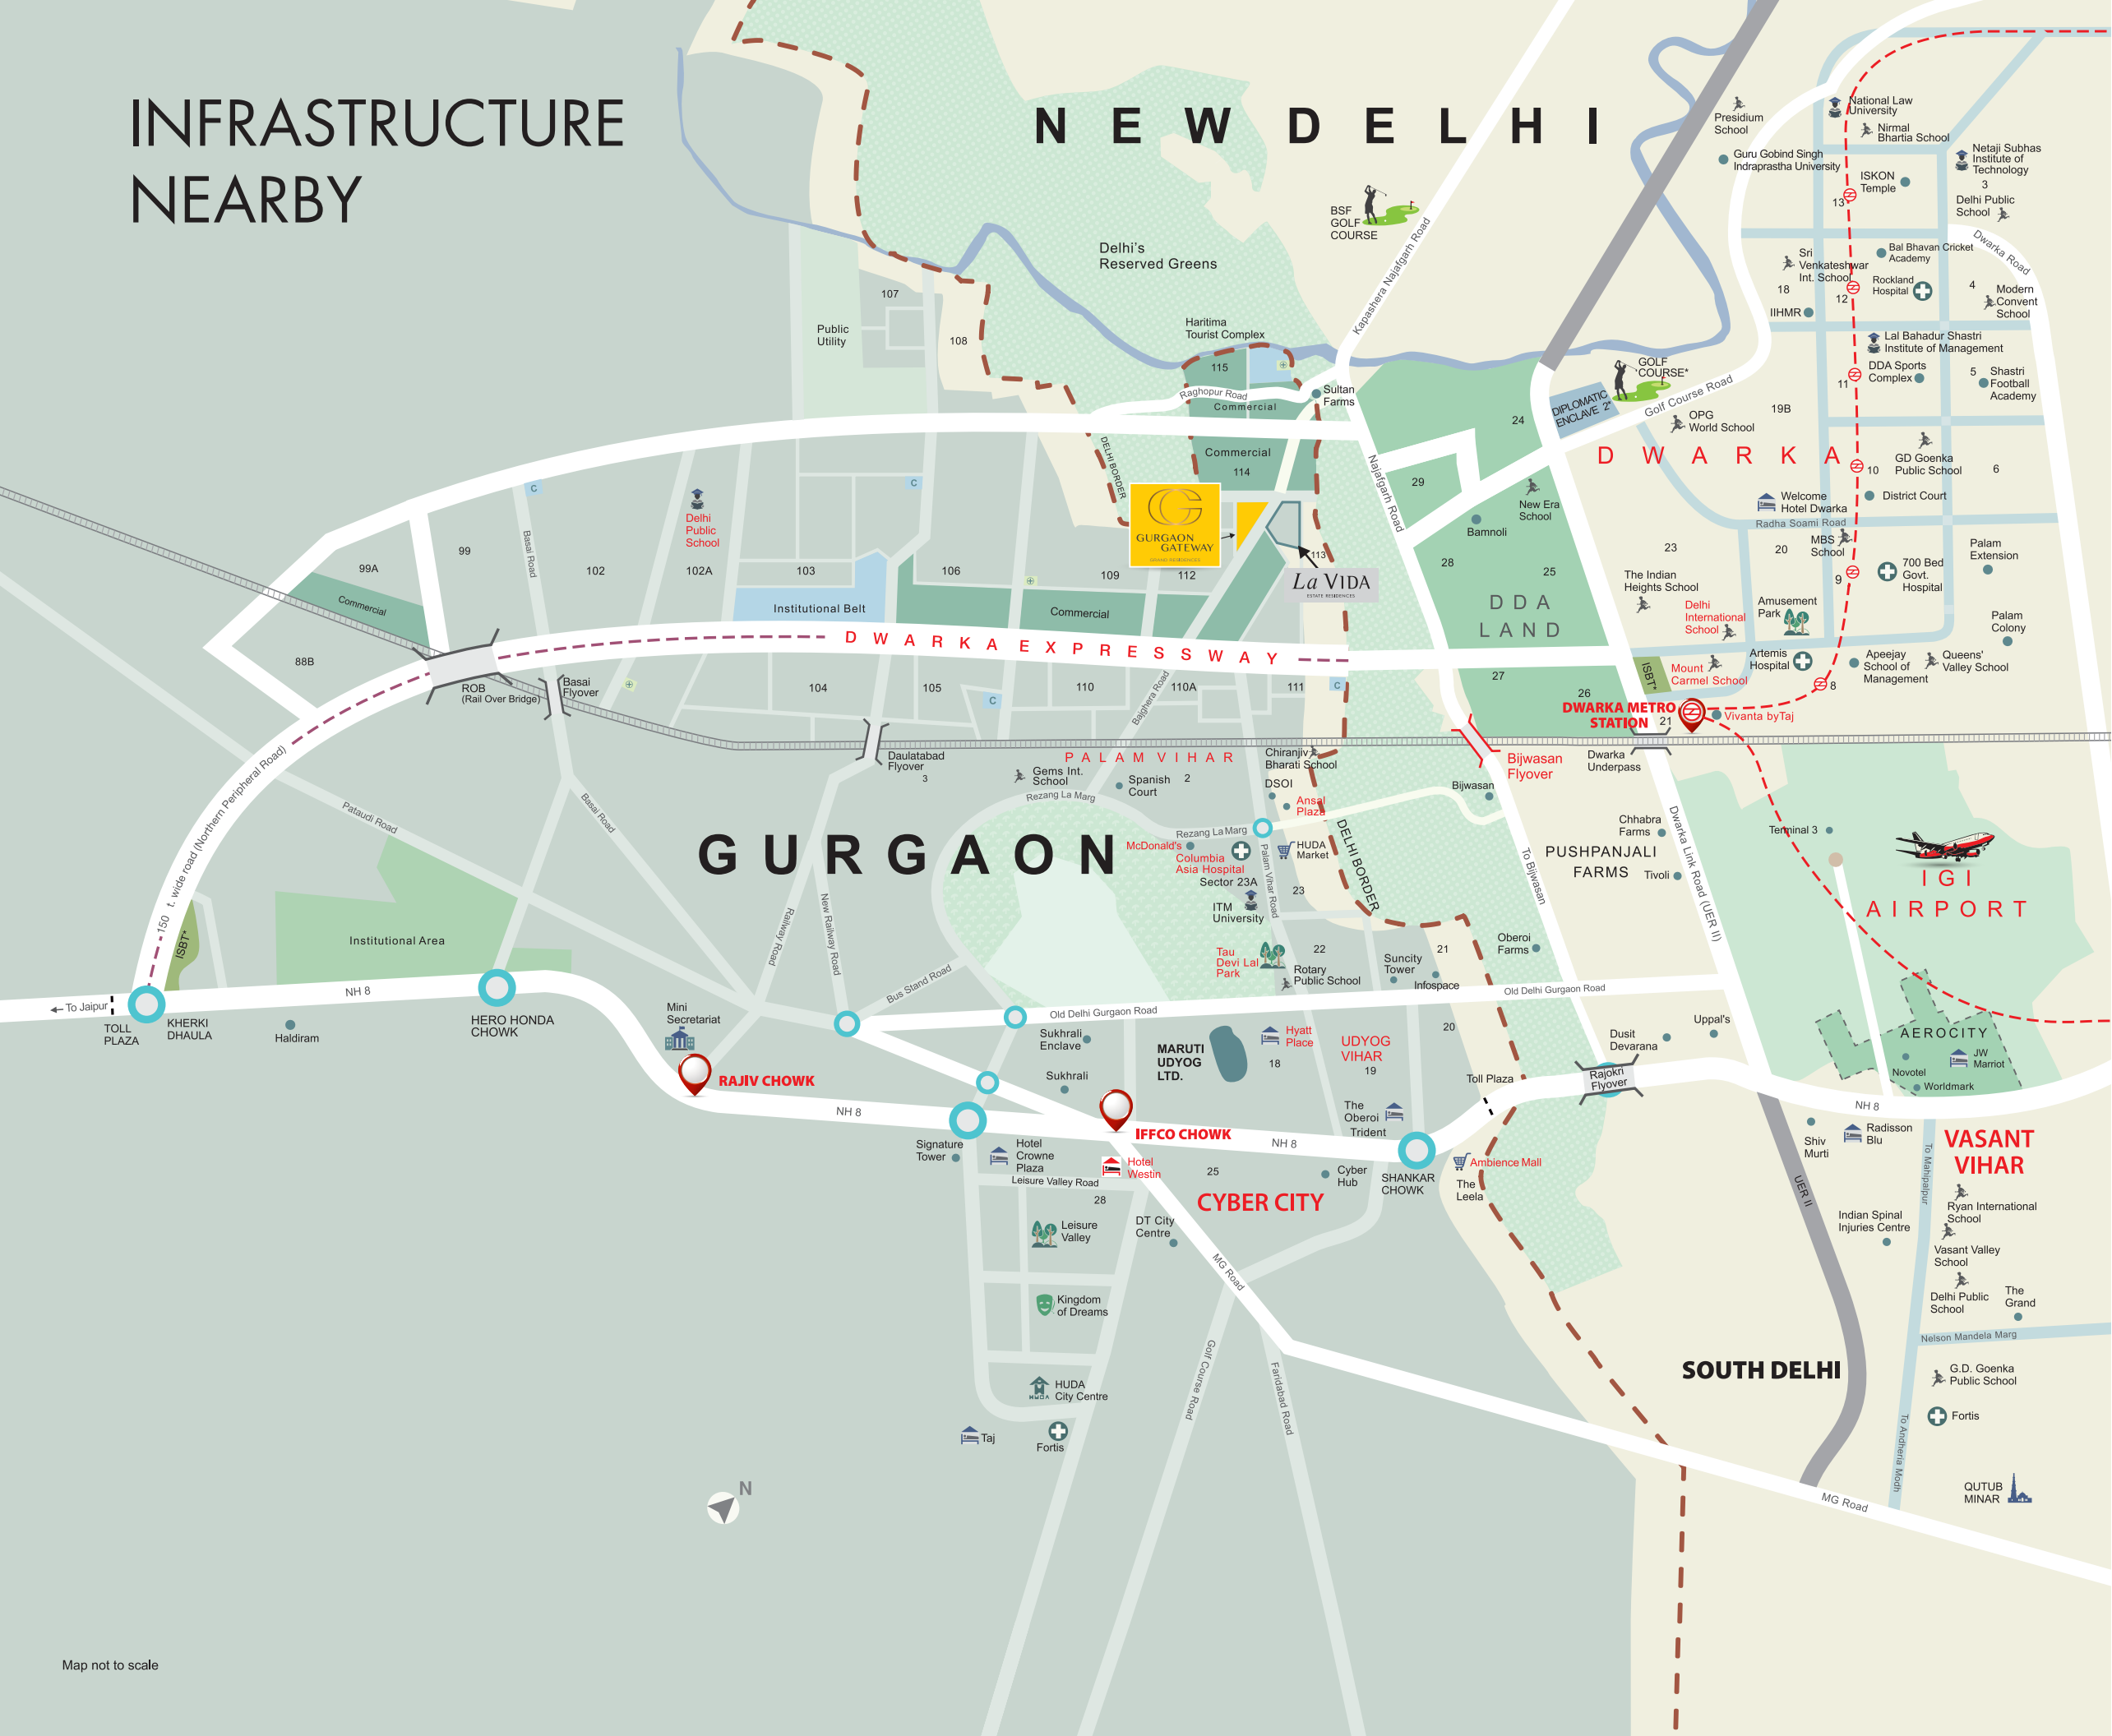 INFRASTRUCTURE
NEARBY
N E W D E L H I
BSF
GOLF
COURSE
Kapashera Najafgarh Road
Delhi's
Reserved Greens
Haritima
Tourist Complex
115
Raghopur Road
Commercial
Sultan
Farms
Commercial
114
107
108
Public
Utility
DELHI BORDER
Najafgarh Road
GURGAON
GATEWAY
GRAND RESIDENCES
113
La VIDA
ESTATE RESIDENCES
C
C
Delhi
Public
School
99
99A
Commercial
88B
Basai Road
102
102A
103
106
109
112
Institutional Belt
Commercial
D W A R K A E X P R E S S W A Y
ROB
(Rail Over Bridge)
Basai
Flyover
104
105
C
110
110A
111
C
Bajghera Road
Daulatabad
Flyover
3
P A L A M V I H A R
Gems Int.
School
Spanish
Court
2
Chiranjiv
Bharati School
DSOI
Ansal
Plaza
Rezang La Marg
Rezang La Marg
McDonald's
Columbia
Asia Hospital
Sector 23A
HUDA
Market
23
Palam Vihar Road
ITM
University
DELHI BORDER
Tau
Devi Lal
Park
22
Rotary
Public School
Suncity
Tower
21
Infospace
G U R G A O N
150
t. wide road (Northern Peripheral Road)
Pataudi Road
Basai Road
Railway Road
New Railway Road
Bus Stand Road
Institutional Area
ISBT*
To Jaipur
TOLL
PLAZA
KHERKI
DHAULA
Haldiram
NH 8
HERO HONDA
CHOWK
Mini
Secretariat
RAJIV CHOWK
NH 8
Old Delhi Gurgaon Road
Old Delhi Gurgaon Road
Sukhrali
Enclave
Sukhrali
MARUTI
UDYOG
LTD.
Hyatt
Place
18
UDYOG
VIHAR
19
20
Toll Plaza
The
Oberoi
Trident
IFFCO CHOWK
NH 8
Signature
Tower
Hotel
Crowne
Plaza
Hotel
Westin
25
Cyber
Hub
SHANKAR
CHOWK
Ambience Mall
The
Leela
CYBER CITY
Leisure Valley Road
28
Leisure
Valley
DT City
Centre
MG Road
Kingdom
of Dreams
Golf Course Road
Faridabad Road
HUDA
HUDA
City Centre
Taj
Fortis
N
Map not to scale
Presidium
School
National Law
University
Nirmal
Bhartia School
Guru Gobind Singh
Indraprastha University
Netaji Subhas
Institute of
Technology
3
ISKON
Temple
13
Delhi Public
School
Dwarka Road
Sri
Venkateshwar
Int. School
Bal Bhavan Cricket
Academy
Rockland
Hospital
18
12
4
Modern
Convent
School
IIHMR
Lal Bahadur Shastri
Institute of Management
DDA Sports
Complex
11
5
Shastri
Football
Academy
GOLF
COURSE*
DIPLOMATIC
ENCLAVE 2*
Golf Course Road
OPG
World School
19B
24
D W A R K A
GD Goenka
Public School
10
6
29
New Era
School
Bamnoli
Welcome
Hotel Dwarka
District Court
Radha Soami Road
MBS
School
23
20
Palam
Extension
28
25
The Indian
Heights School
9
700 Bed
Govt.
Hospital
D D A
L A N D
Delhi
International
School
Amusement
Park
Palam
Colony
Artemis
Hospital
Apeejay
School of
Management
Queens'
Valley School
Mount
Carmel School
ISBT*
27
26
8
DWARKA METRO
STATION
21
Vivanta byTaj
Bijwasan
Flyover
Dwarka
Underpass
Bijwasan
To Bijwasan
Chhabra
Farms
PUSHPANJALI
FARMS
Tivoli
Dwarka Link Road (UER II)
Terminal 3
I G I
A I R P O R T
Oberoi
Farms
Dusit
Devarana
Uppal's
Rajokri
Flyover
AEROCITY
JW
Marriot
Novotel
Worldmark
NH 8
Shiv
Murti
Radisson
Blu
VASANT
VIHAR
To Mahipalpur
UER II
Ryan International
School
Indian Spinal
Injuries Centre
Vasant Valley
School
Delhi Public
School
The
Grand
Nelson Mandela Marg
SOUTH DELHI
G.D. Goenka
Public School
Fortis
To Andheria Modh
QUTUB
MINAR
MG Road